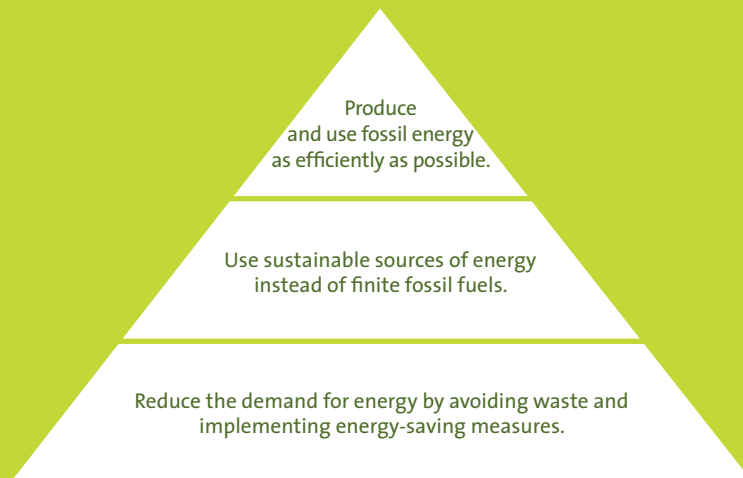 Produce
and use fossil energy
as efficiently as possible.
Use sustainable sources of energy
instead of finite fossil fuels.
Reduce the demand for energy by avoiding waste and
implementing energy-saving measures.